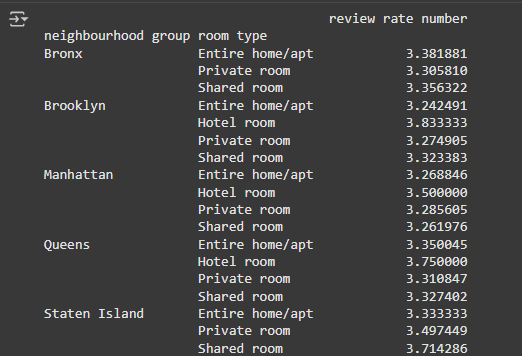 review rate number
neighbourhood group room type
Bronx Entire home/apt 3.381881
Private room 3.305810
Shared room 3.356322
Brooklyn Entire home/apt 3.242491
Hotel room 3.833333
Private room 3.274905
Shared room 3.323383
Manhattan Entire home/apt 3.268846
Hotel room 3.500000
Private room 3.285605
Shared room 3.261976
Queens Entire home/apt 3.350045
Hotel room 3.750000
Private room 3.310847
Shared room 3.327402
Staten Island Entire home/apt 3.333333
Private room 3.497449
Shared room 3.714286